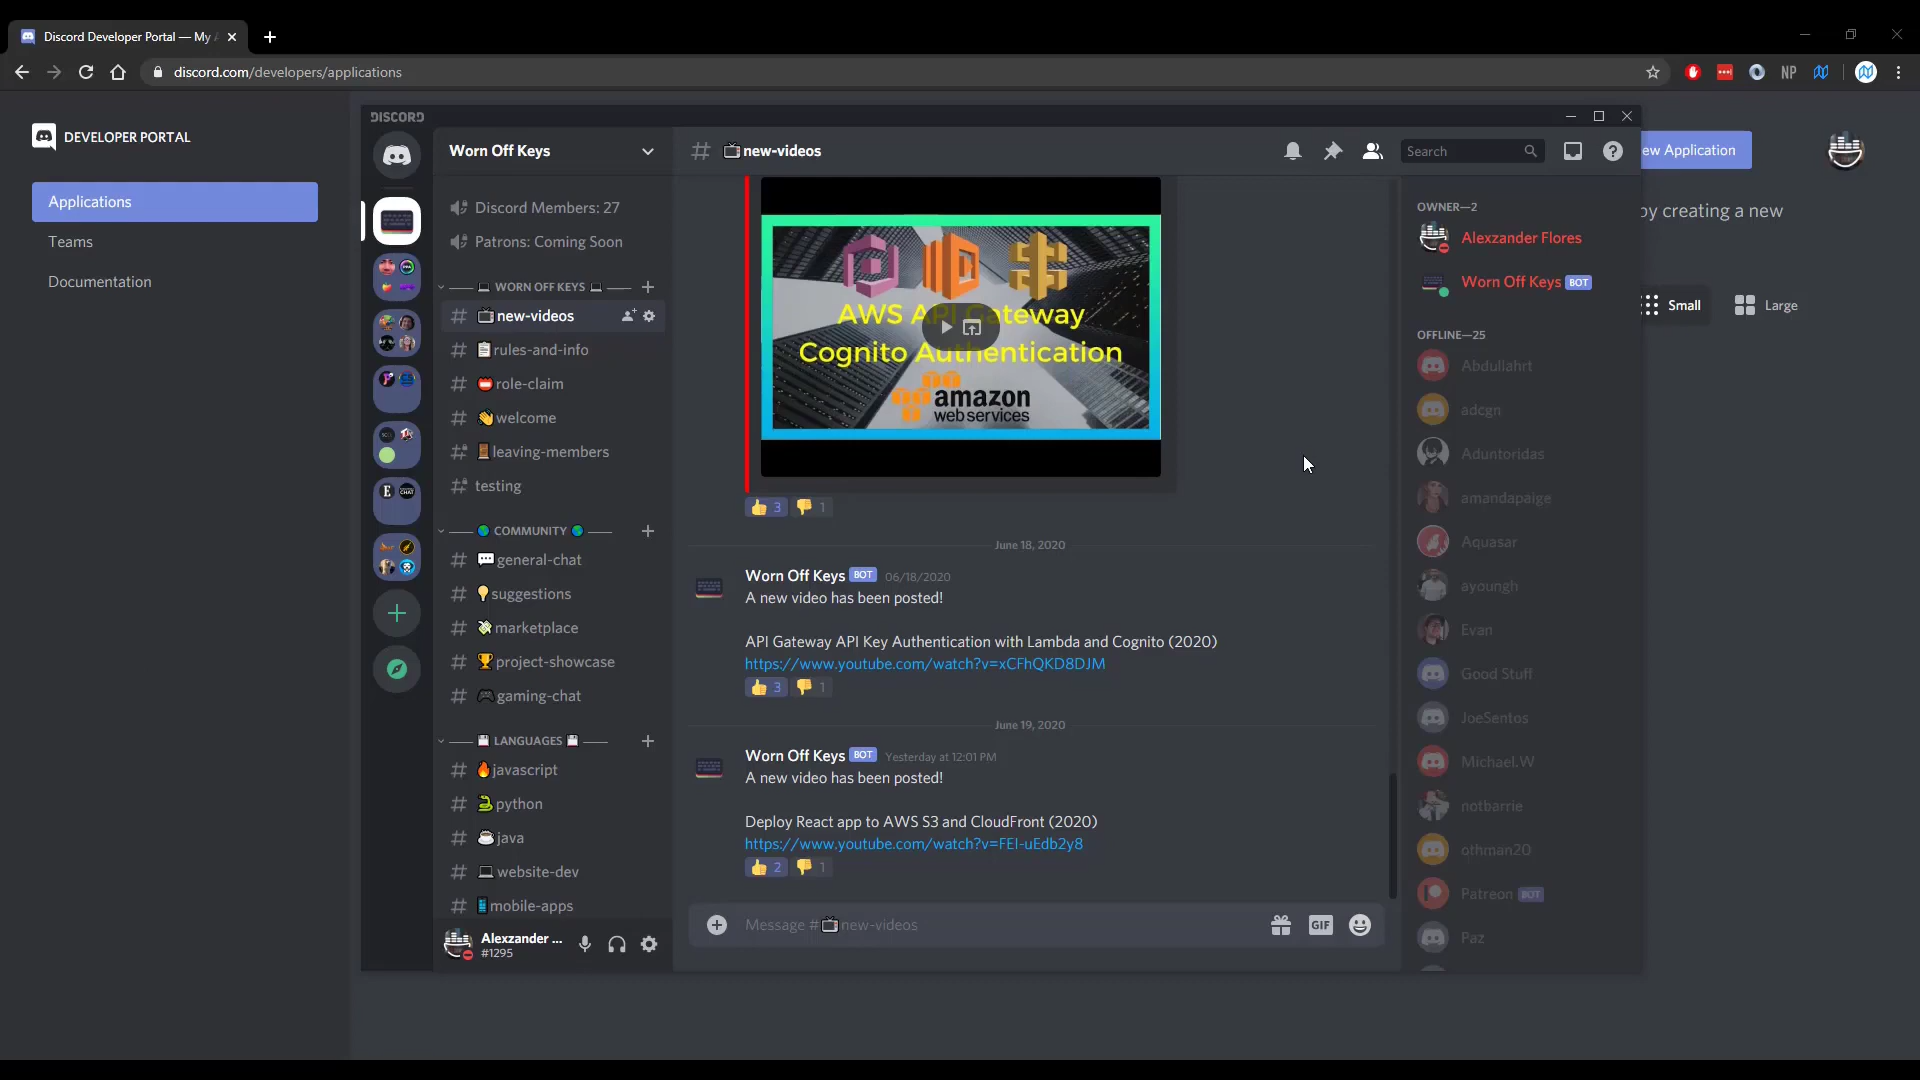 Discord Developer Portal — My A
discord.com/developers/applications
NP
DEVELOPER PORTAL
Applications
Teams
Documentation
ew Application
by creating a new
Small
Large
DISCORD
Worn Off Keys
Discord Members: 27
Patrons: Coming Soon
WORN OFF KEYS
new-videos
rules-and-info
role-claim
welcome
leaving-members
testing
COMMUNITY
general-chat
suggestions
marketplace
project-showcase
gaming-chat
LANGUAGES
javascript
python
java
website-dev
mobile-apps
Alexzander ...
#1295
new-videos
Search
AWS API Gateway
Cognito Authentication
amazon
web services
3
1
June 18, 2020
Worn Off Keys BOT 06/18/2020
A new video has been posted!
API Gateway API Key Authentication with Lambda and Cognito (2020)
https://www.youtube.com/watch?v=xCFhQKD8DJM
3
1
June 19, 2020
Worn Off Keys BOT Yesterday at 12:01 PM
A new video has been posted!
Deploy React app to AWS S3 and CloudFront (2020)
https://www.youtube.com/watch?v=FEI-uEdb2y8
2
1
Message #new-videos
GIF
OWNER—2
Alexzander Flores
Worn Off Keys BOT
OFFLINE—25
Abdullahrt
adcgn
Aduntoridas
amandapaige
Aquasar
ayoungh
Evan
Good Stuff
JoeSentos
Michael.W
notbarrie
othman20
Patreon BOT
Paz